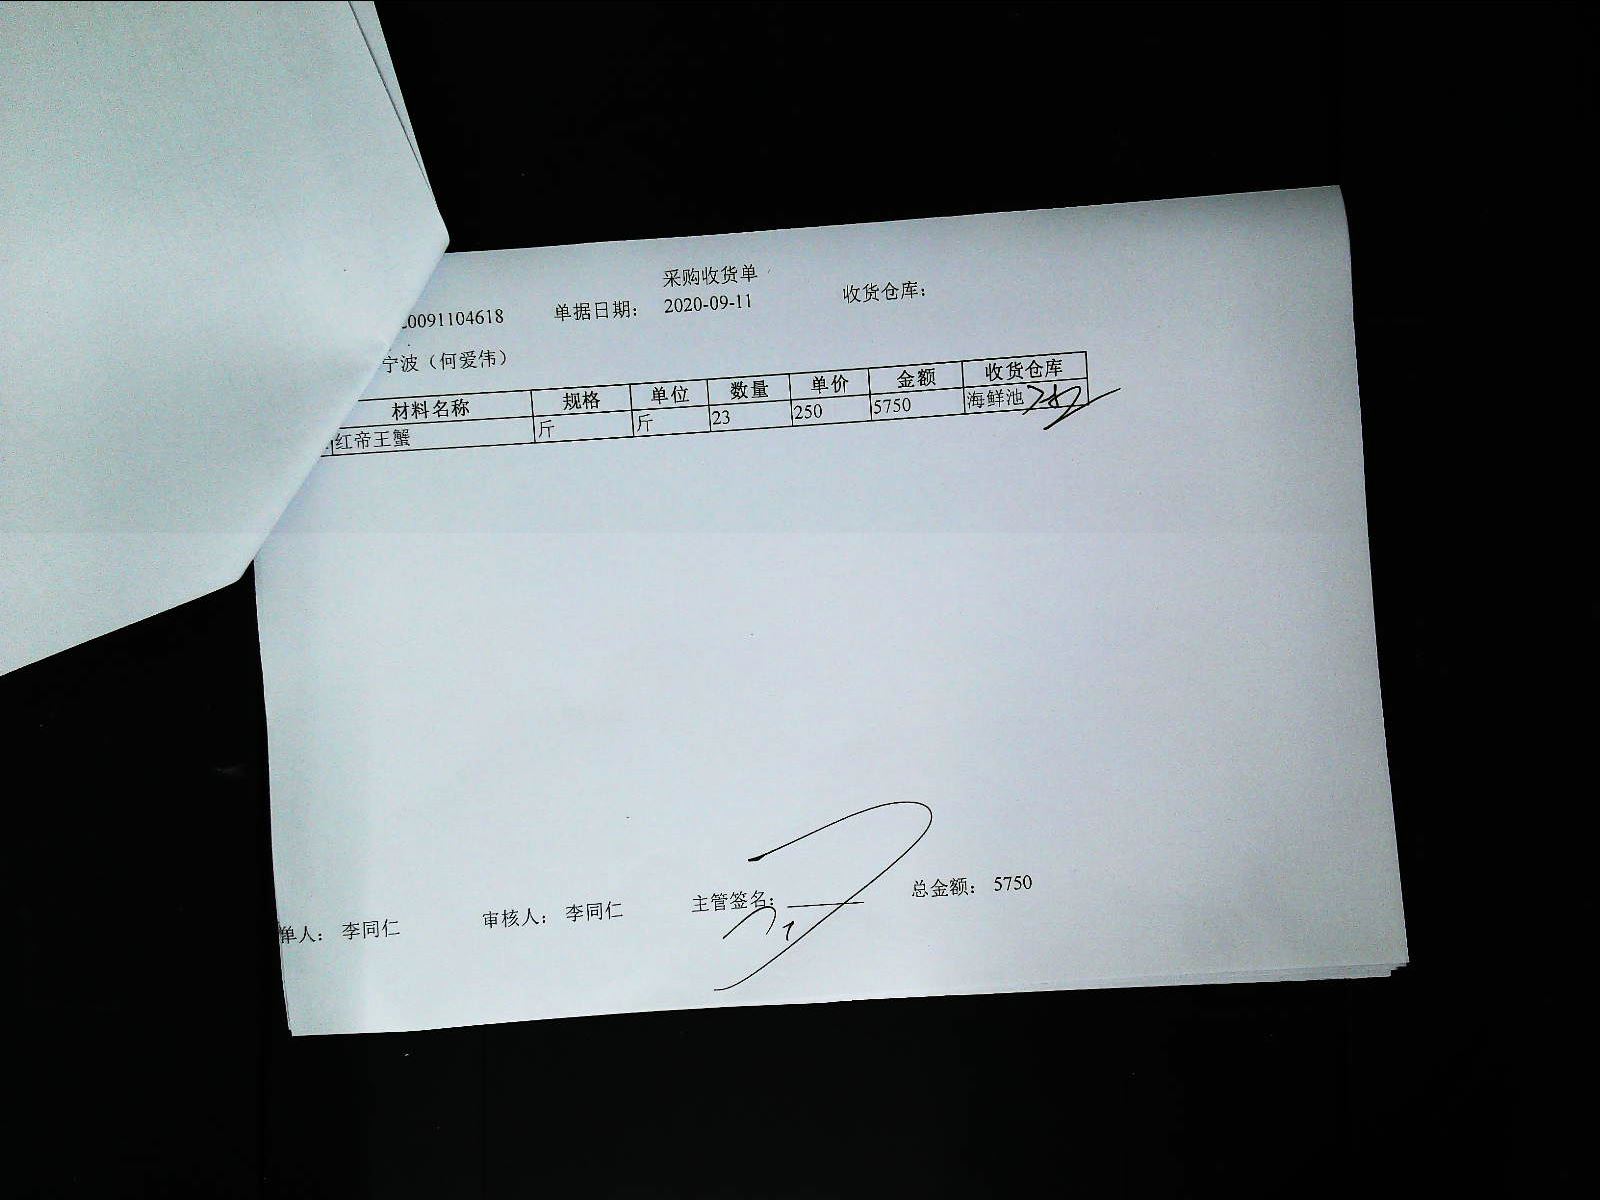 采购收货单
20091104618 单据日期： 2020-09-11 收货仓库：
宁波（何爱伟）
材料名称 规格 单位 数量 单价 金额 收货仓库
红帝王蟹 斤 斤 23 250 5750 海鲜池
单人： 李同仁 审核人： 李同仁 主管签名： 总金额： 5750